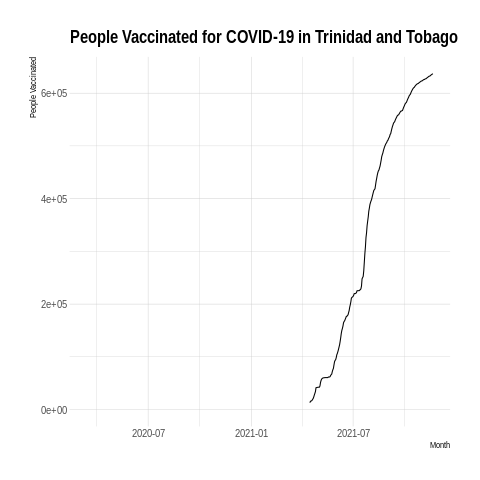 People Vaccinated for COVID-19 in Trinidad and Tobago
People Vaccinated
6e+05
4e+05
2e+05
0e+00
2020-07
2021-01
2021-07
Month